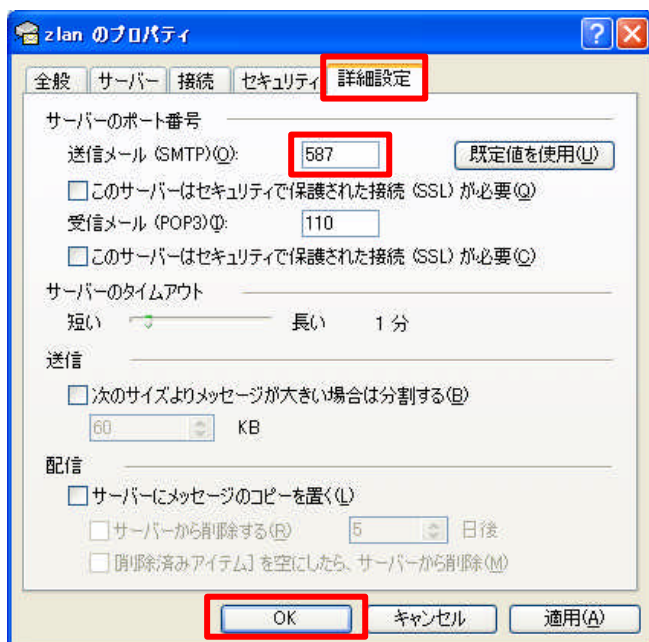 zlan のプロパティ
全般 サーバー 接続 セキュリティ 詳細設定
サーバーのポート番号
送信メール (SMTP)(O): 587 既定値を使用(U)
このサーバーはセキュリティで保護された接続 (SSL) が必要(Q)
受信メール (POP3)(I): 110
このサーバーはセキュリティで保護された接続 (SSL) が必要(C)
サーバーのタイムアウト
短い 長い 1 分
送信
次のサイズよりメッセージが大きい場合は分割する(B)
60 KB
配信
サーバーにメッセージのコピーを置く(L)
サーバーから削除する(R) 5 日後
[削除済みアイテム] を空にしたら、サーバーから削除(M)
OK キャンセル 適用(A)